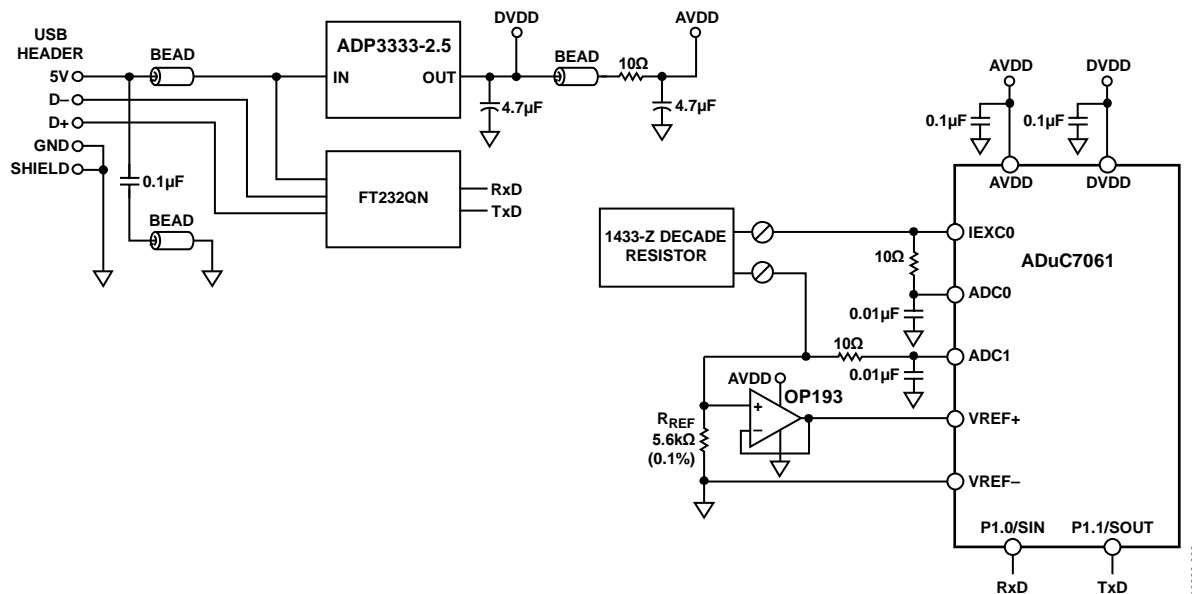 USB
HEADER
5V
D–
D+
GND
SHIELD
BEAD
0.1µF
BEAD
ADP3333-2.5
IN
OUT
DVDD
4.7µF
BEAD
10Ω
AVDD
4.7µF
FT232QN
RxD
TxD
1433-Z DECADE
RESISTOR
AVDD
DVDD
0.1µF
0.1µF
AVDD
DVDD
IEXC0
10Ω
ADuC7061
ADC0
0.01µF
10Ω
ADC1
0.01µF
AVDD
OP193
+
–
RREF
5.6kΩ
(0.1%)
VREF+
VREF–
P1.0/SIN
P1.1/SOUT
RxD
TxD